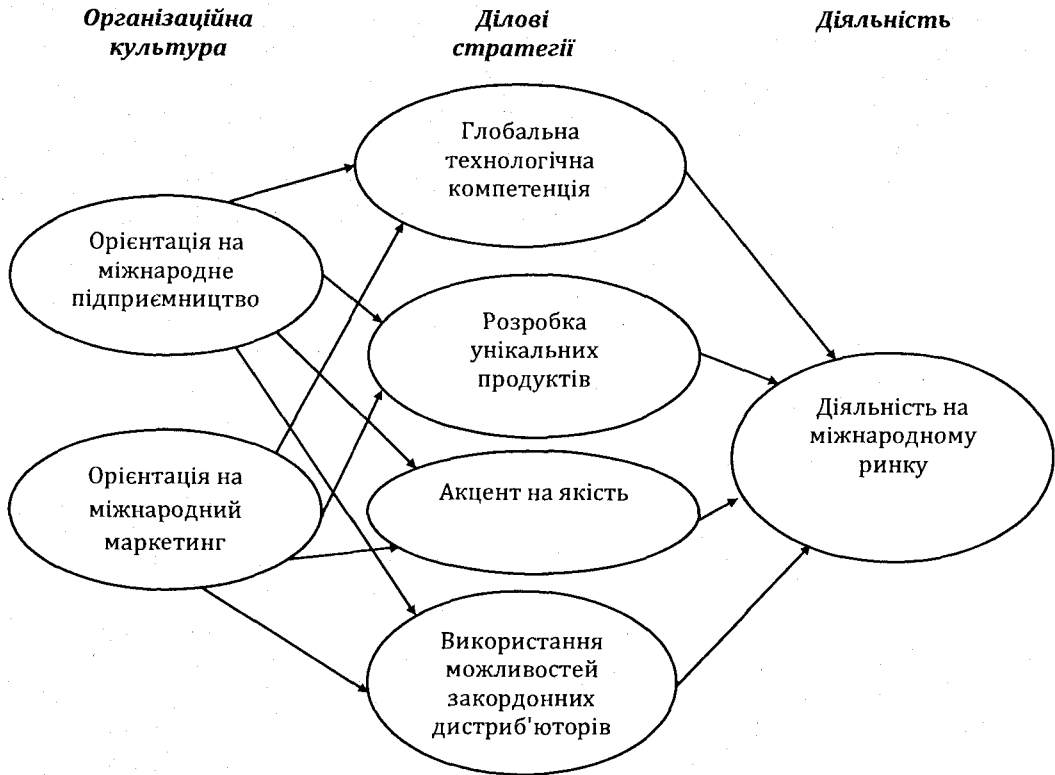 Організаційна
культура
Ділові
стратегії
Діяльність
Глобальна
технологічна
компетенція
Орієнтація на
міжнародне
підприємництво
Розробка
унікальних
продуктів
Діяльність на
міжнародному
ринку
Орієнтація на
міжнародний
маркетинг
Акцент на якість
Використання
можливостей
закордонних
дистриб'юторів